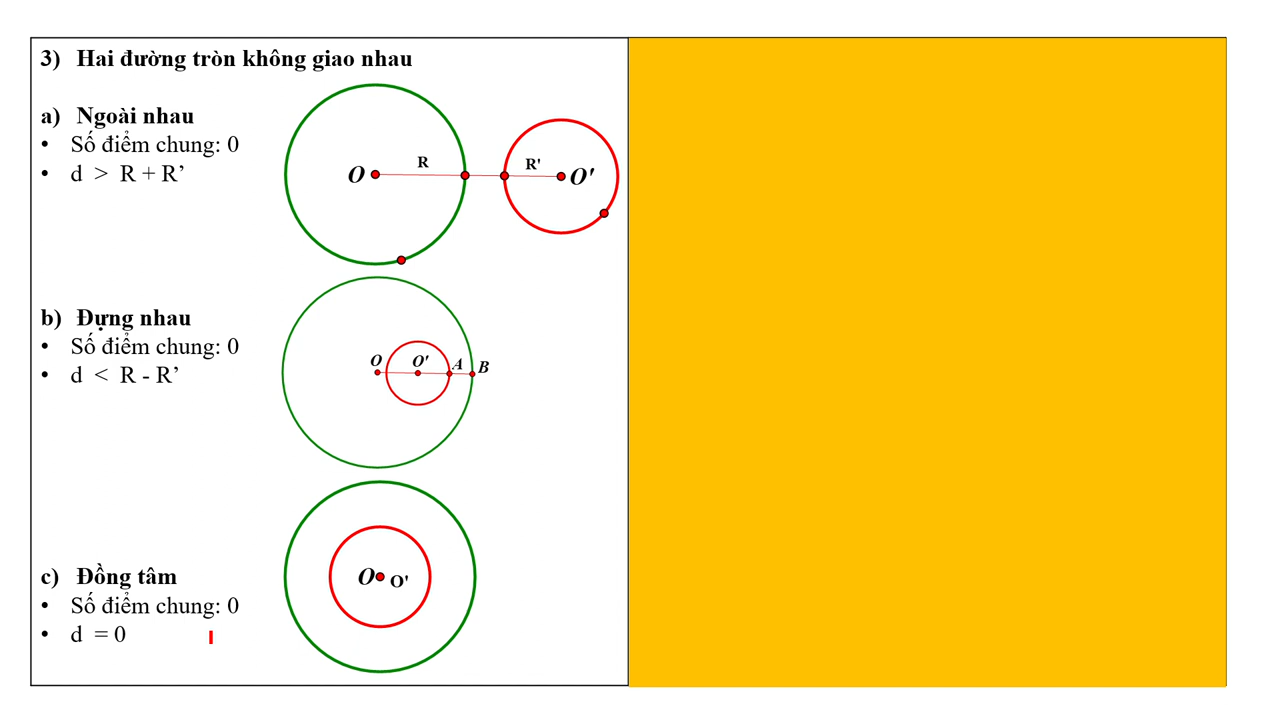 3) Hai đường tròn không giao nhau
a) Ngoài nhau
• Số điểm chung: 0
• d > R + R’
O
R
R'
O'
b) Đựng nhau
• Số điểm chung: 0
• d < R - R’
O
O'
A
B
c) Đồng tâm
• Số điểm chung: 0
• d = 0
O
O'